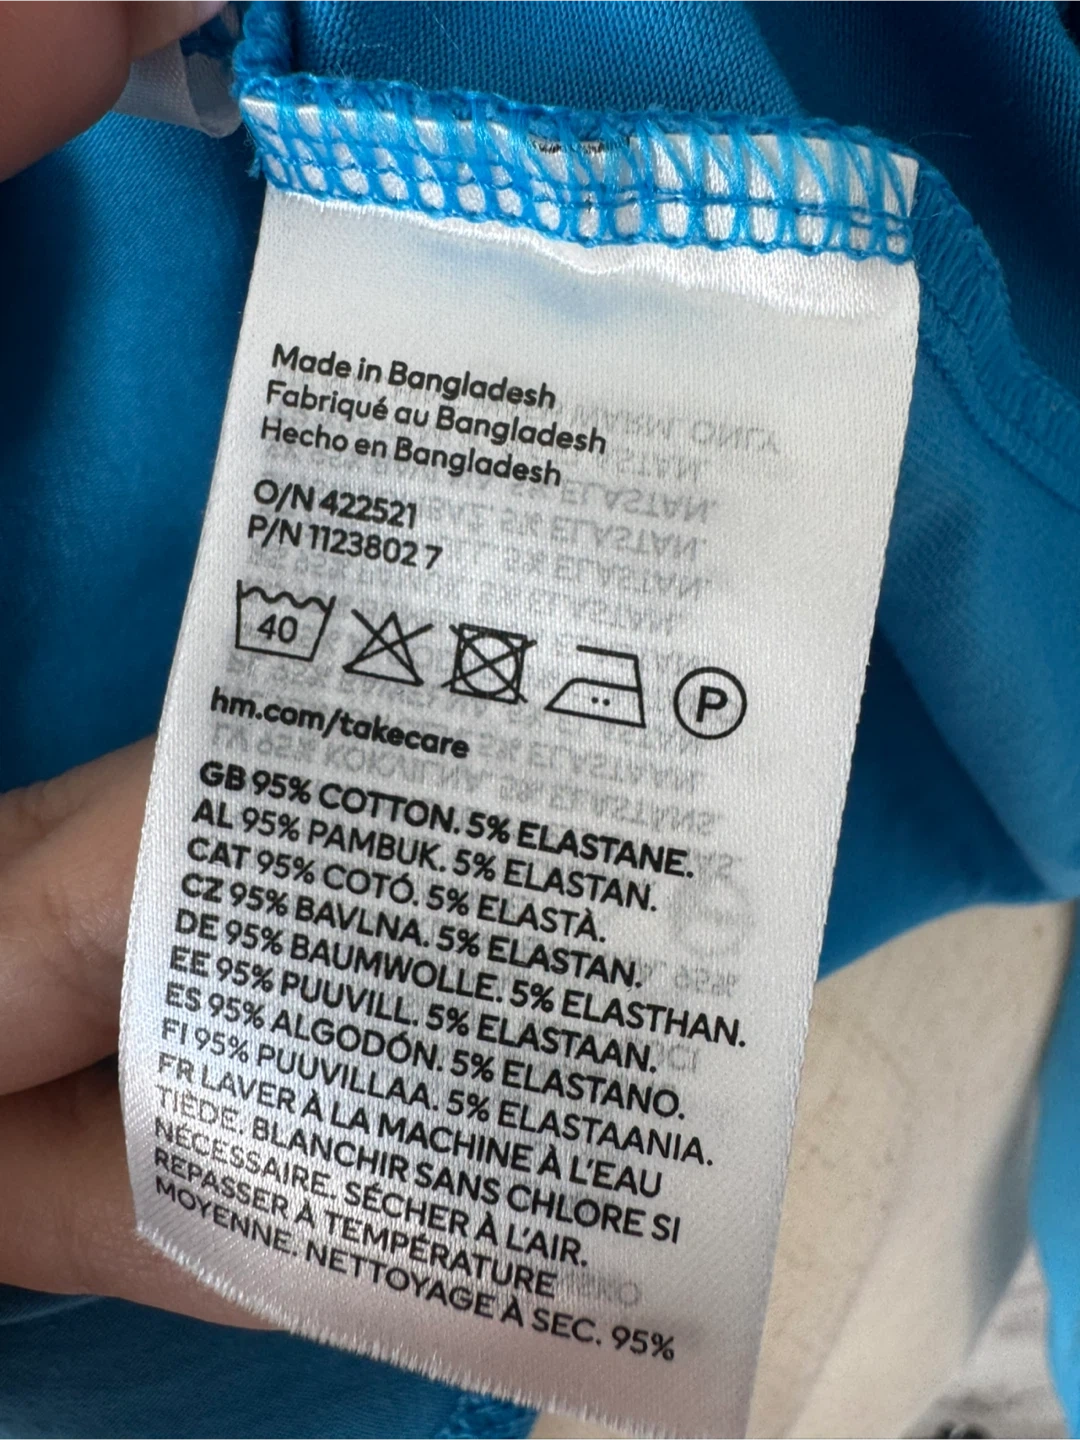 Made in Bangladesh
Fabriqué au Bangladesh
Hecho en Bangladesh
O/N 422521
P/N 1123802 7
40
P
hm.com/takecare
GB 95% COTTON. 5% ELASTANE.
AL 95% PAMBUK. 5% ELASTAN.
CAT 95% COTÓ. 5% ELASTÀ.
CZ 95% BAVLNA. 5% ELASTAN.
DE 95% BAUMWOLLE. 5% ELASTHAN.
EE 95% PUUVILL. 5% ELASTAAN.
ES 95% ALGODÓN. 5% ELASTANO.
FI 95% PUUVILLAA. 5% ELASTAANIA.
FR LAVER À LA MACHINE À L'EAU
TIÈDE. BLANCHIR SANS CHLORE SI
NÉCESSAIRE. SÉCHER À L'AIR.
REPASSER À TEMPÉRATURE
MOYENNE. NETTOYAGE À SEC. 95%